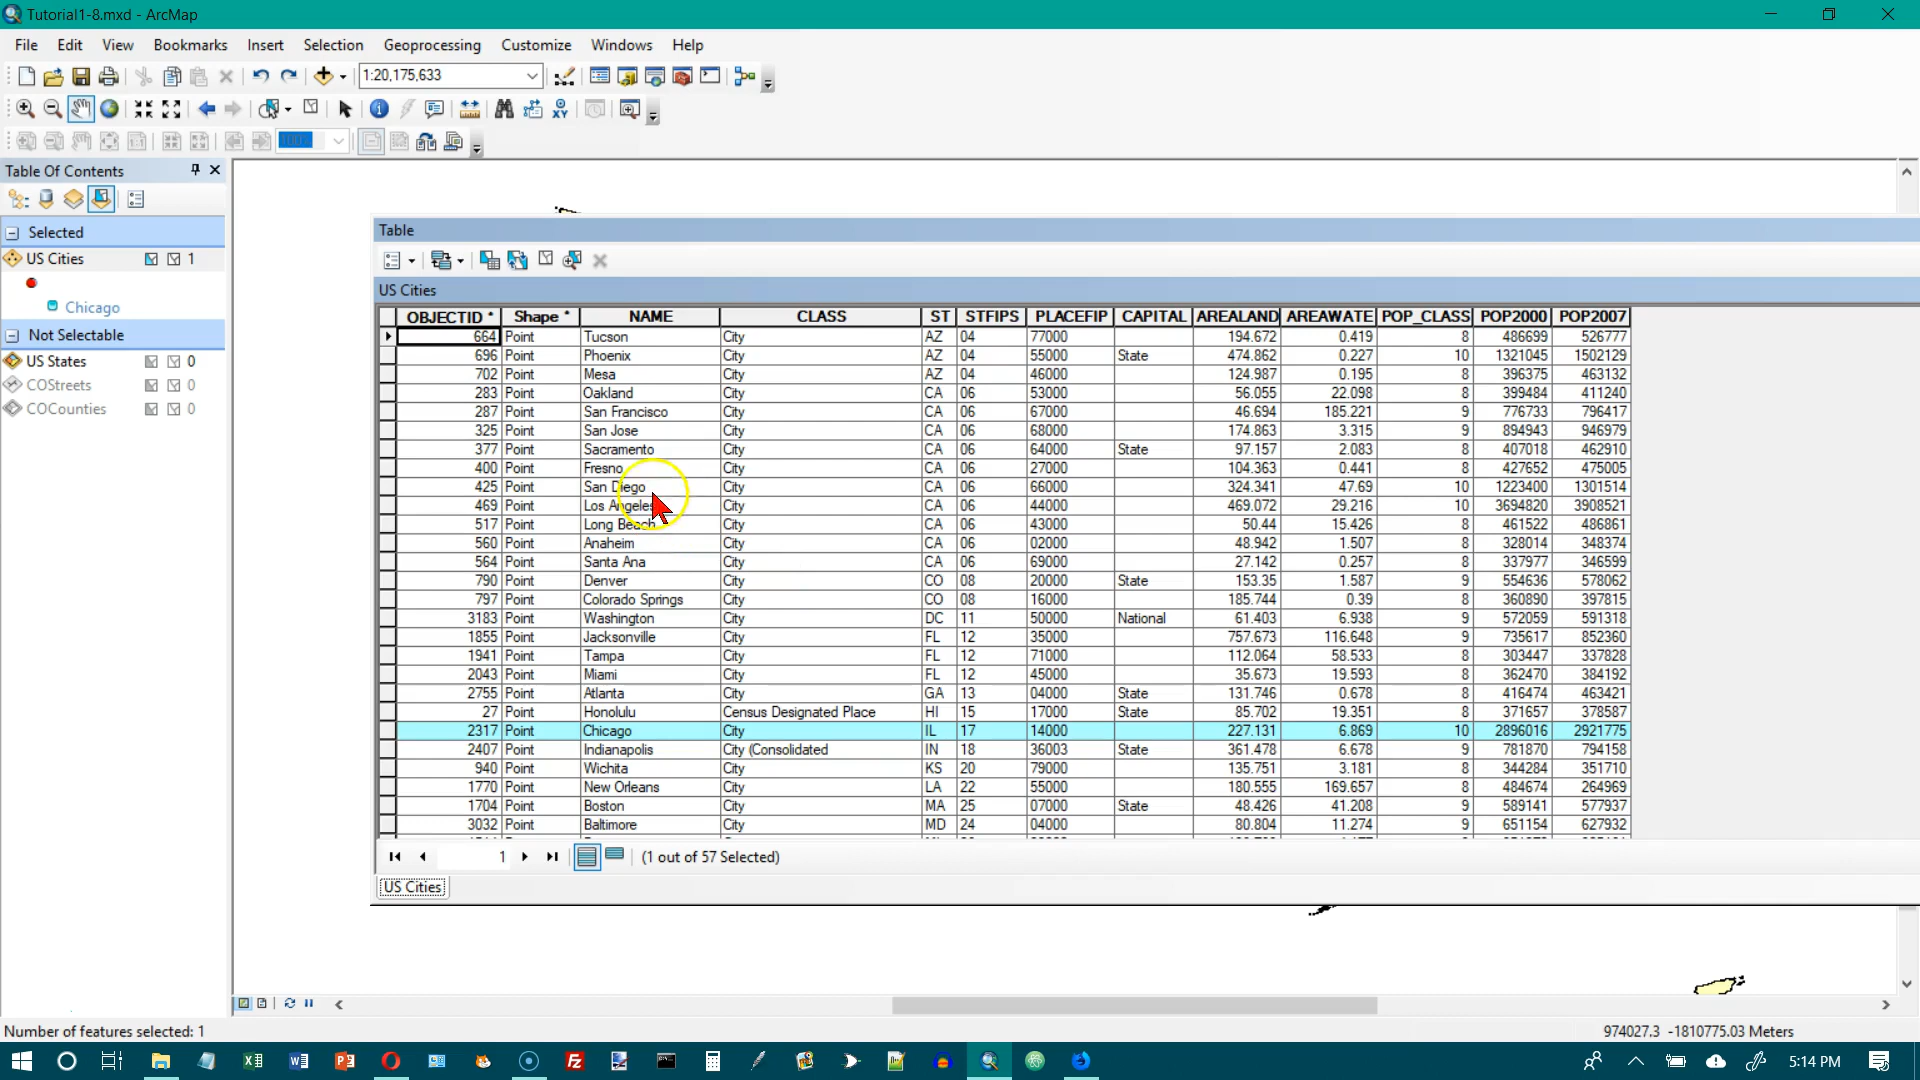 Tutorial1-8.mxd - ArcMap
File Edit View Bookmarks Insert Selection Geoprocessing Customize Windows Help
1:20,175,633
100%
Table Of Contents
Selected
US Cities 1
Chicago
Not Selectable
US States 0
COStreets 0
COCounties 0
Table
US Cities
OBJECTID * Shape * NAME CLASS ST STFIPS PLACEFIP CAPITAL AREALAND AREAWATE POP_CLASS POP2000 POP2007
664 Point Tucson City AZ 04 77000 194.672 0.419 8 486699 526777
696 Point Phoenix City AZ 04 55000 State 474.862 0.227 10 1321045 1502129
702 Point Mesa City AZ 04 46000 124.987 0.195 8 396375 463132
283 Point Oakland City CA 06 53000 56.055 22.098 8 399484 411240
287 Point San Francisco City CA 06 67000 46.694 185.221 9 776733 796417
325 Point San Jose City CA 06 68000 174.863 3.315 9 894943 946979
377 Point Sacramento City CA 06 64000 State 97.157 2.083 8 407018 462910
400 Point Fresno City CA 06 27000 104.363 0.441 8 427652 475005
425 Point San Diego City CA 06 66000 324.341 47.69 10 1223400 1301514
469 Point Los Angeles City CA 06 44000 469.072 29.216 10 3694820 3908521
517 Point Long Beach City CA 06 43000 50.44 15.426 8 461522 486861
560 Point Anaheim City CA 06 02000 48.942 1.507 8 328014 348374
564 Point Santa Ana City CA 06 69000 27.142 0.257 8 337977 346599
790 Point Denver City CO 08 20000 State 153.35 1.587 9 554636 578062
797 Point Colorado Springs City CO 08 16000 185.744 0.39 8 360890 397815
3183 Point Washington City DC 11 50000 National 61.403 6.938 9 572059 591318
1855 Point Jacksonville City FL 12 35000 757.673 116.648 9 735617 852360
1941 Point Tampa City FL 12 71000 112.064 58.533 8 303447 337828
2043 Point Miami City FL 12 45000 35.673 19.593 8 362470 384192
2755 Point Atlanta City GA 13 04000 State 131.746 0.678 8 416474 463421
27 Point Honolulu Census Designated Place HI 15 17000 State 85.702 19.351 8 371657 378587
2317 Point Chicago City IL 17 14000 227.131 6.869 10 2896016 2921775
2407 Point Indianapolis City (Consolidated IN 18 36003 State 361.478 6.678 9 781870 794158
940 Point Wichita City KS 20 79000 135.751 3.181 8 344284 351710
1770 Point New Orleans City LA 22 55000 180.555 169.657 8 484674 264969
1704 Point Boston City MA 25 07000 State 48.426 41.208 9 589141 577937
3032 Point Baltimore City MD 24 04000 80.804 11.274 9 651154 627932
1 (1 out of 57 Selected)
US Cities
Number of features selected: 1
974027.3 -1810775.03 Meters
5:14 PM